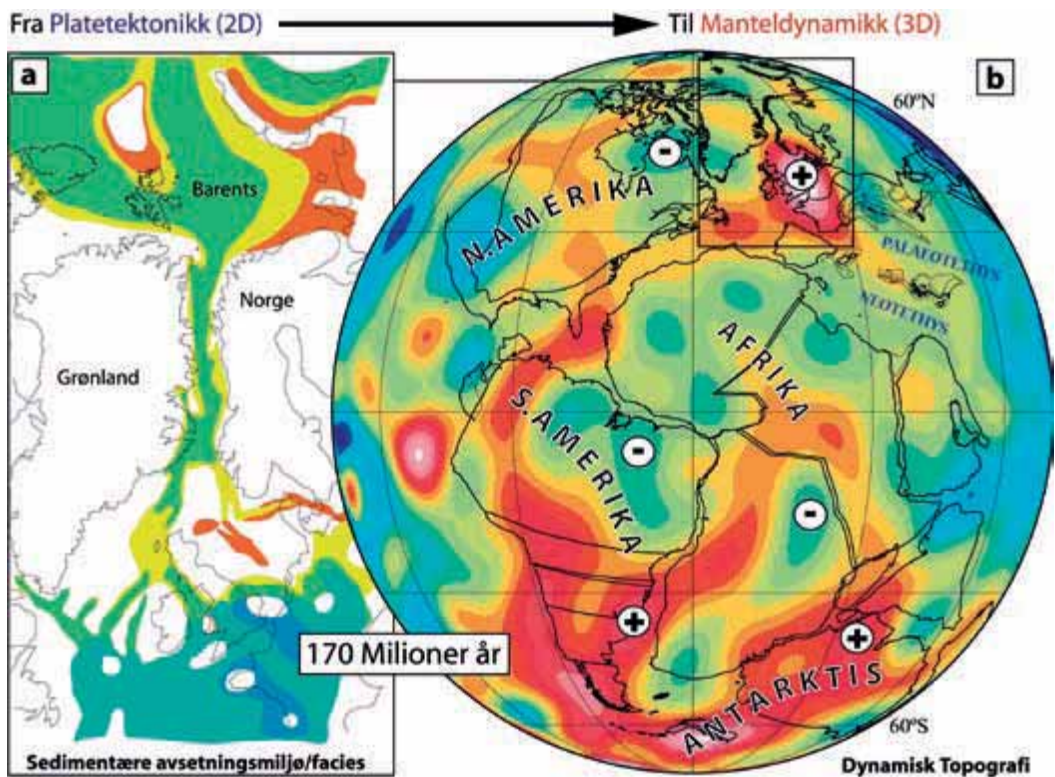 Fra Platetektonikk (2D)
Til Manteldynamikk (3D)
a
Barents
Norge
Grønland
170 Milioner år
Sedimentære avsetningsmiljø/facies
b
60°N
-
+
N.AMERIKA
PALAEOTETHYS
NEOTETHYS
AFRIKA
S.AMERIKA
-
-
+
+
ANTARKTIS
60°S
Dynamisk Topografi